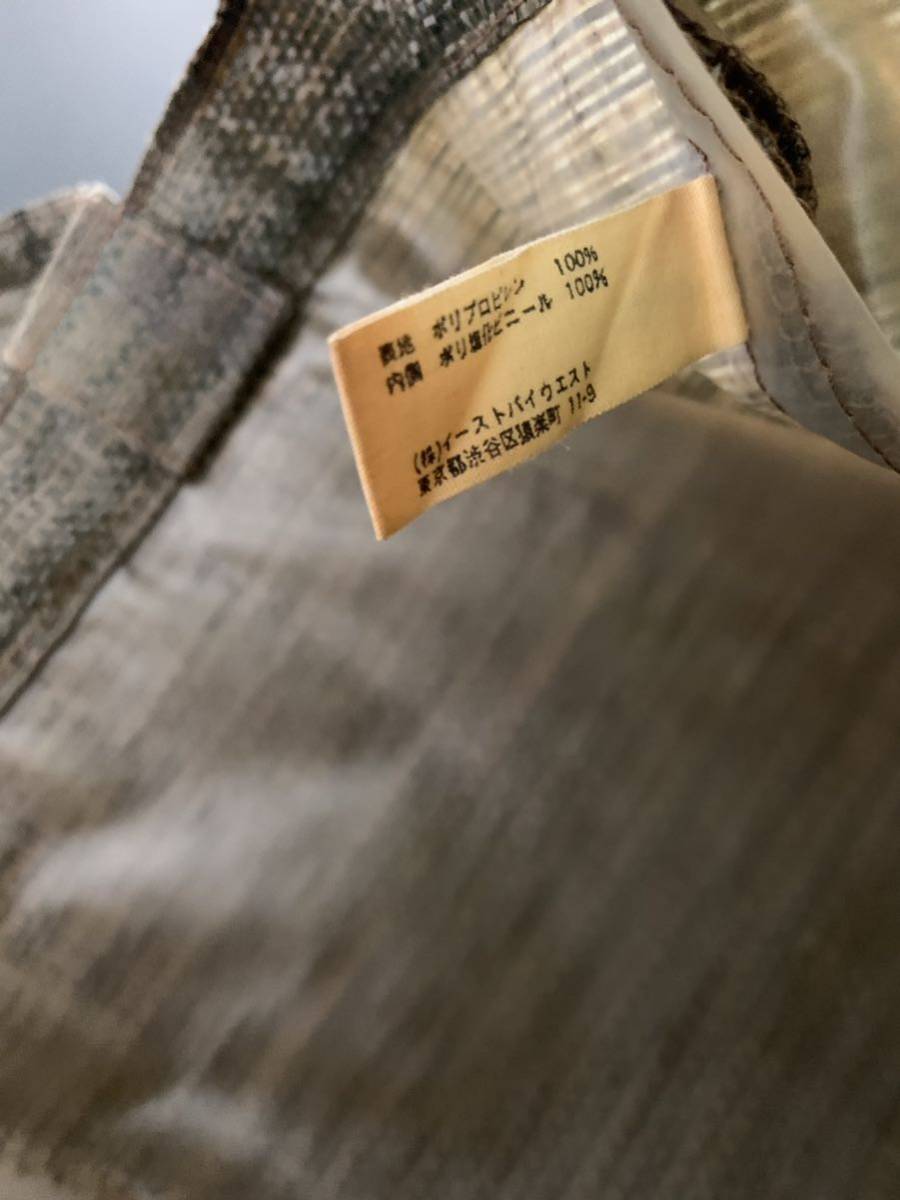 表地 ポリプロピレン 100%
内側 ポリ塩化ビニール 100%
(株)イーストバイウエスト
東京都渋谷区猿楽町 11-9